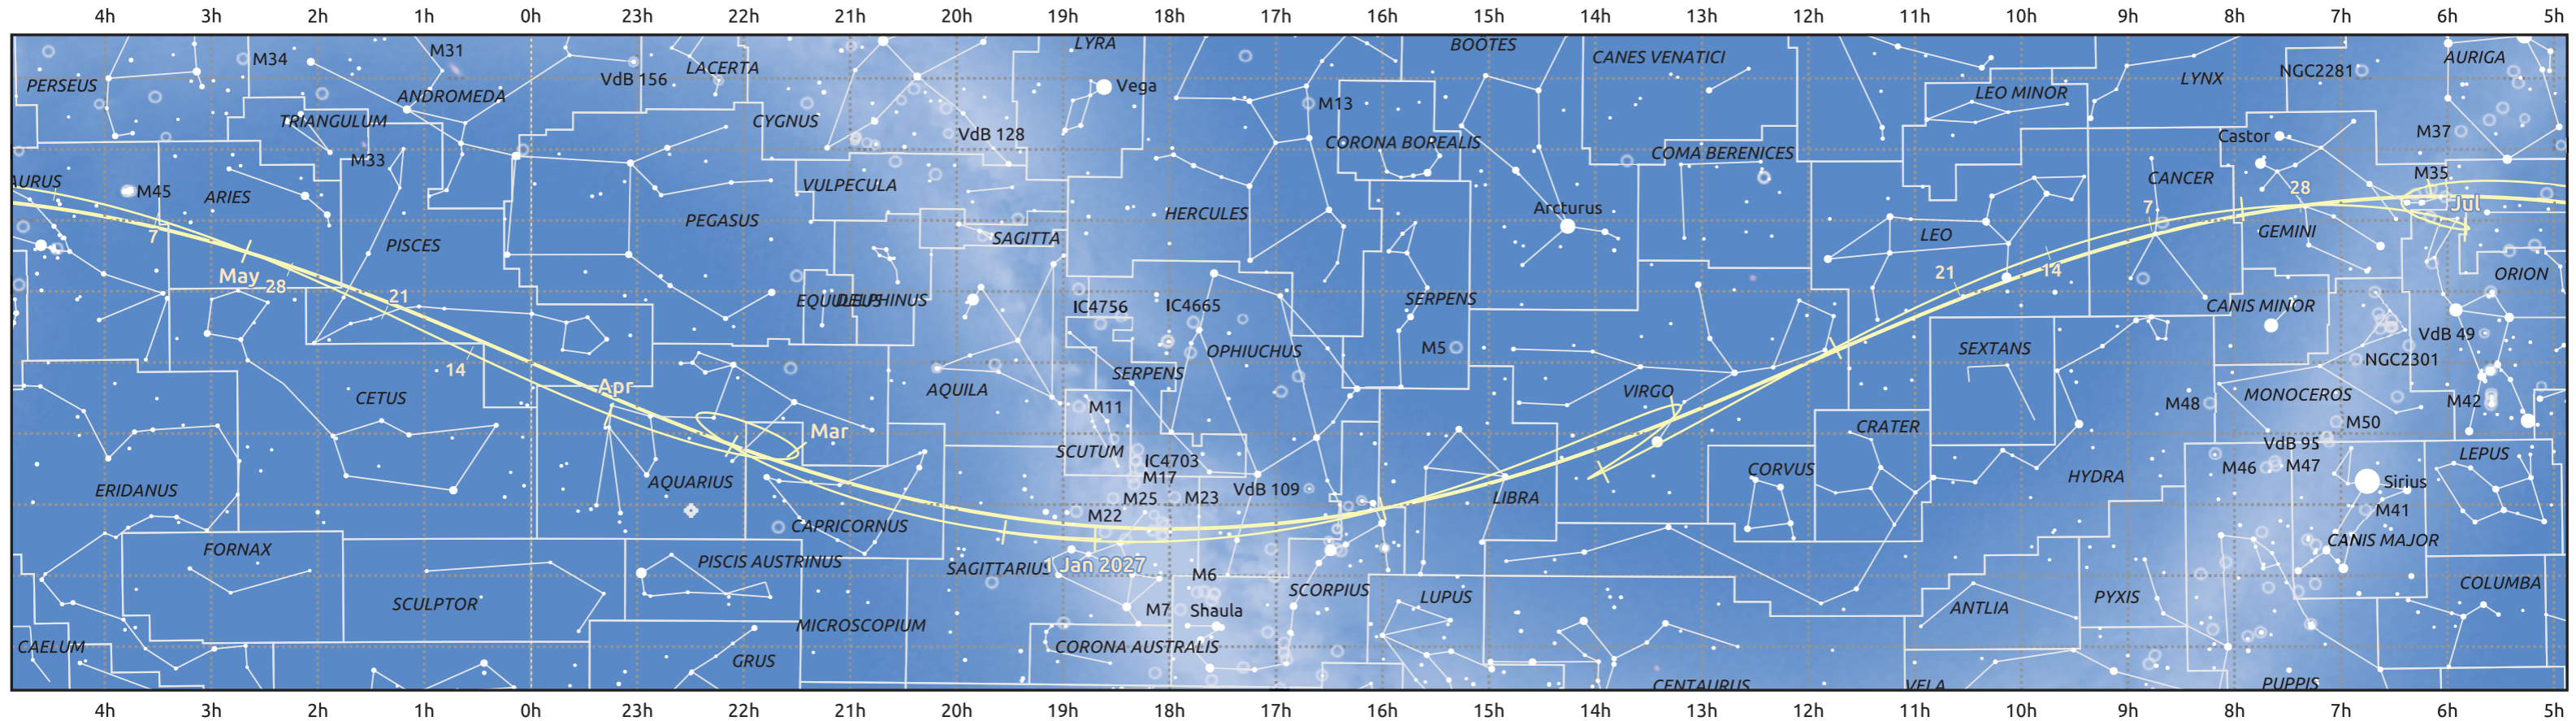 4h 3h 2h 1h 0h 23h 22h 21h 20h 19h 18h 17h 16h 15h 14h 13h 12h 11h 10h 9h 8h 7h 6h 5h
LYRA
BOÖTES
M31
M34
CANES VENATICI
AURIGA
LACERTA
NGC2281
VdB 156
LYNX
PERSEUS
Vega
LEO MINOR
ANDROMEDA
M13
TRIANGULUM
CYGNUS
VdB 128
M37
Castor
CORONA BOREALIS
COMA BERENICES
M33
M35
CANCER
AURUS
VULPECULA
28
M45
ARIES
Jul
7
Arcturus
HERCULES
PEGASUS
GEMINI
7
LEO
SAGITTA
PISCES
14
21
ORION
May
28
21
EQUULEUS
DELPHINUS
SERPENS
IC4756
IC4665
CANIS MINOR
VdB 49
M5
SEXTANS
OPHIUCHUS
NGC2301
14
SERPENS
Apr
AQUILA
VIRGO
MONOCEROS
CETUS
M42
M48
M11
M50
CRATER
Mar
VdB 95
SCUTUM
LEPUS
IC4703
M46
M47
CORVUS
HYDRA
M17
AQUARIUS
Sirius
ERIDANUS
VdB 109
M25
M23
LIBRA
M41
M22
CAPRICORNUS
CANIS MAJOR
FORNAX
PISCIS AUSTRINUS
SAGITTARIUS
1 Jan 2027
M6
COLUMBA
SCORPIUS
LUPUS
PYXIS
SCULPTOR
ANTLIA
M7
Shaula
MICROSCOPIUM
CAELUM
CORONA AUSTRALIS
GRUS
PUPPIS
CENTAURUS
VELA
4h 3h 2h 1h 0h 23h 22h 21h 20h 19h 18h 17h 16h 15h 14h 13h 12h 11h 10h 9h 8h 7h 6h 5h